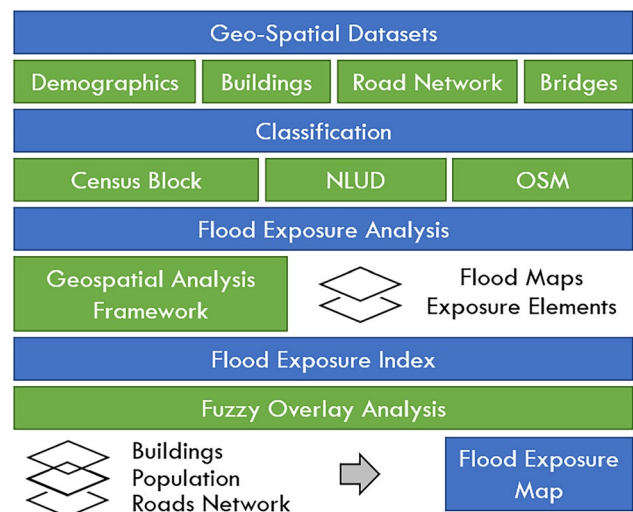 Geo-Spatial Datasets
Demographics
Buildings
Road Network
Bridges
Classification
Census Block
NLUD
OSM
Flood Exposure Analysis
Geospatial Analysis
Framework
Flood Maps
Exposure Elements
Flood Exposure Index
Fuzzy Overlay Analysis
Buildings
Population
Roads Network
Flood Exposure
Map